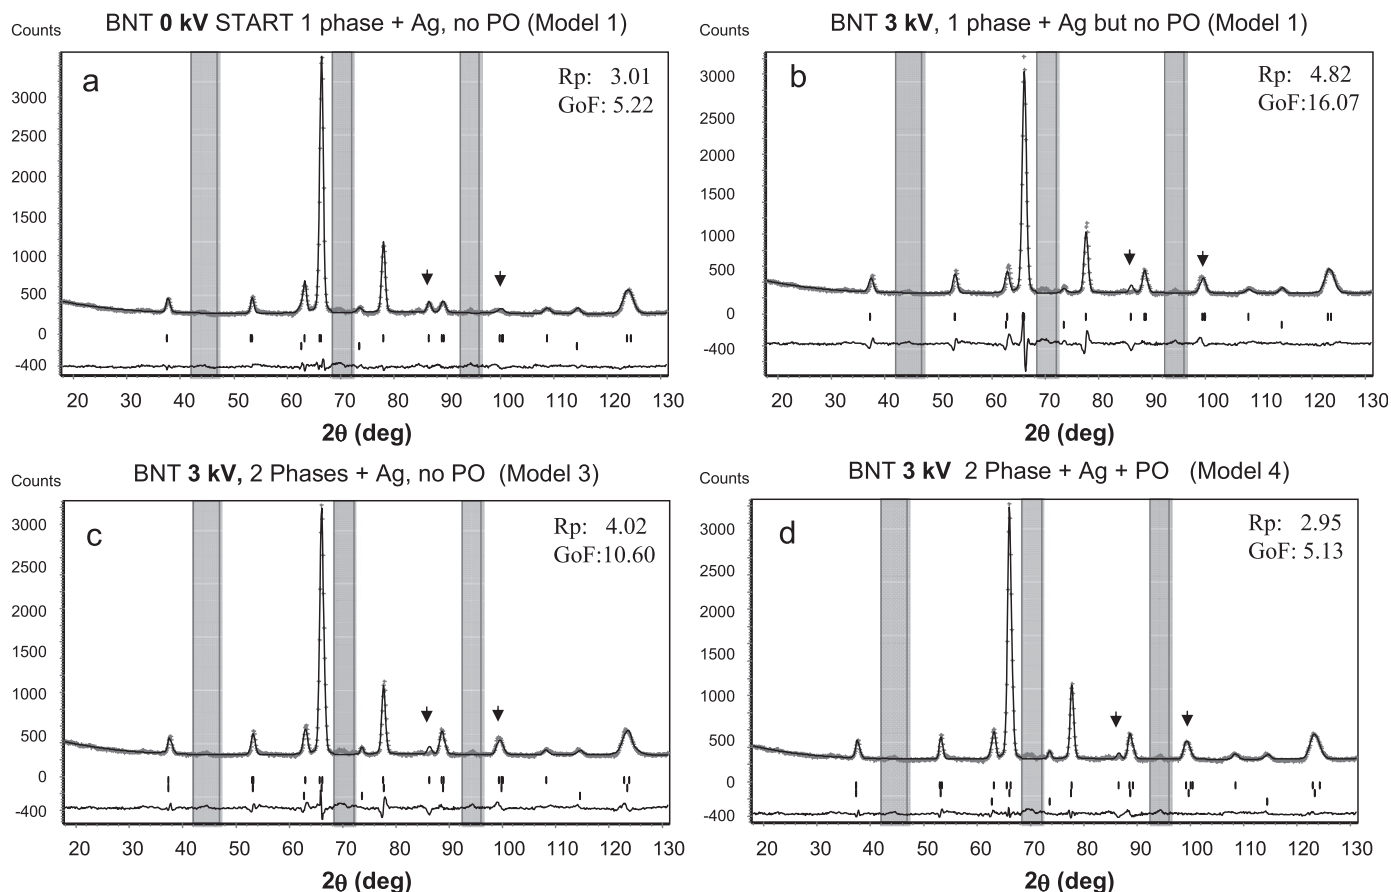 BNT 0 kV START 1 phase + Ag, no PO (Model 1)
Counts
a
Rp: 3.01
GoF: 5.22
3000
2500
2000
1500
1000
500
0
-400
20 30 40 50 60 70 80 90 100 110 120 130
2θ (deg)
BNT 3 kV, 1 phase + Ag but no PO (Model 1)
Counts
b
Rp: 4.82
GoF:16.07
3000
2500
2000
1500
1000
500
0
-400
20 30 40 50 60 70 80 90 100 110 120 130
2θ (deg)
BNT 3 kV, 2 Phases + Ag, no PO (Model 3)
Counts
c
Rp: 4.02
GoF:10.60
3000
2500
2000
1500
1000
500
0
-400
20 30 40 50 60 70 80 90 100 110 120 130
2θ (deg)
BNT 3 kV 2 Phase + Ag + PO (Model 4)
Counts
d
Rp: 2.95
GoF: 5.13
3000
2500
2000
1500
1000
500
0
-400
20 30 40 50 60 70 80 90 100 110 120 130
2θ (deg)